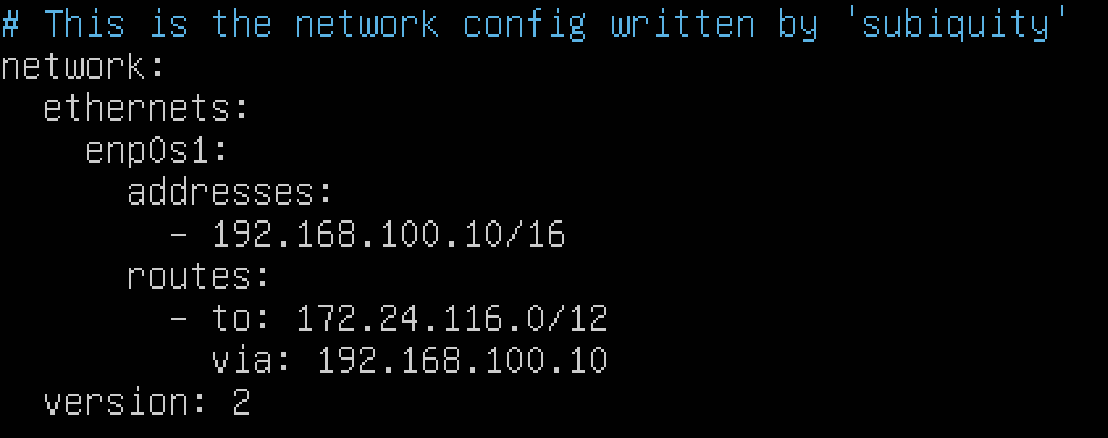 # This is the network config written by 'subiquity'
network:
  ethernets:
    enp0s1:
      addresses:
        - 192.168.100.10/16
      routes:
        - to: 172.24.116.0/12
          via: 192.168.100.10
  version: 2